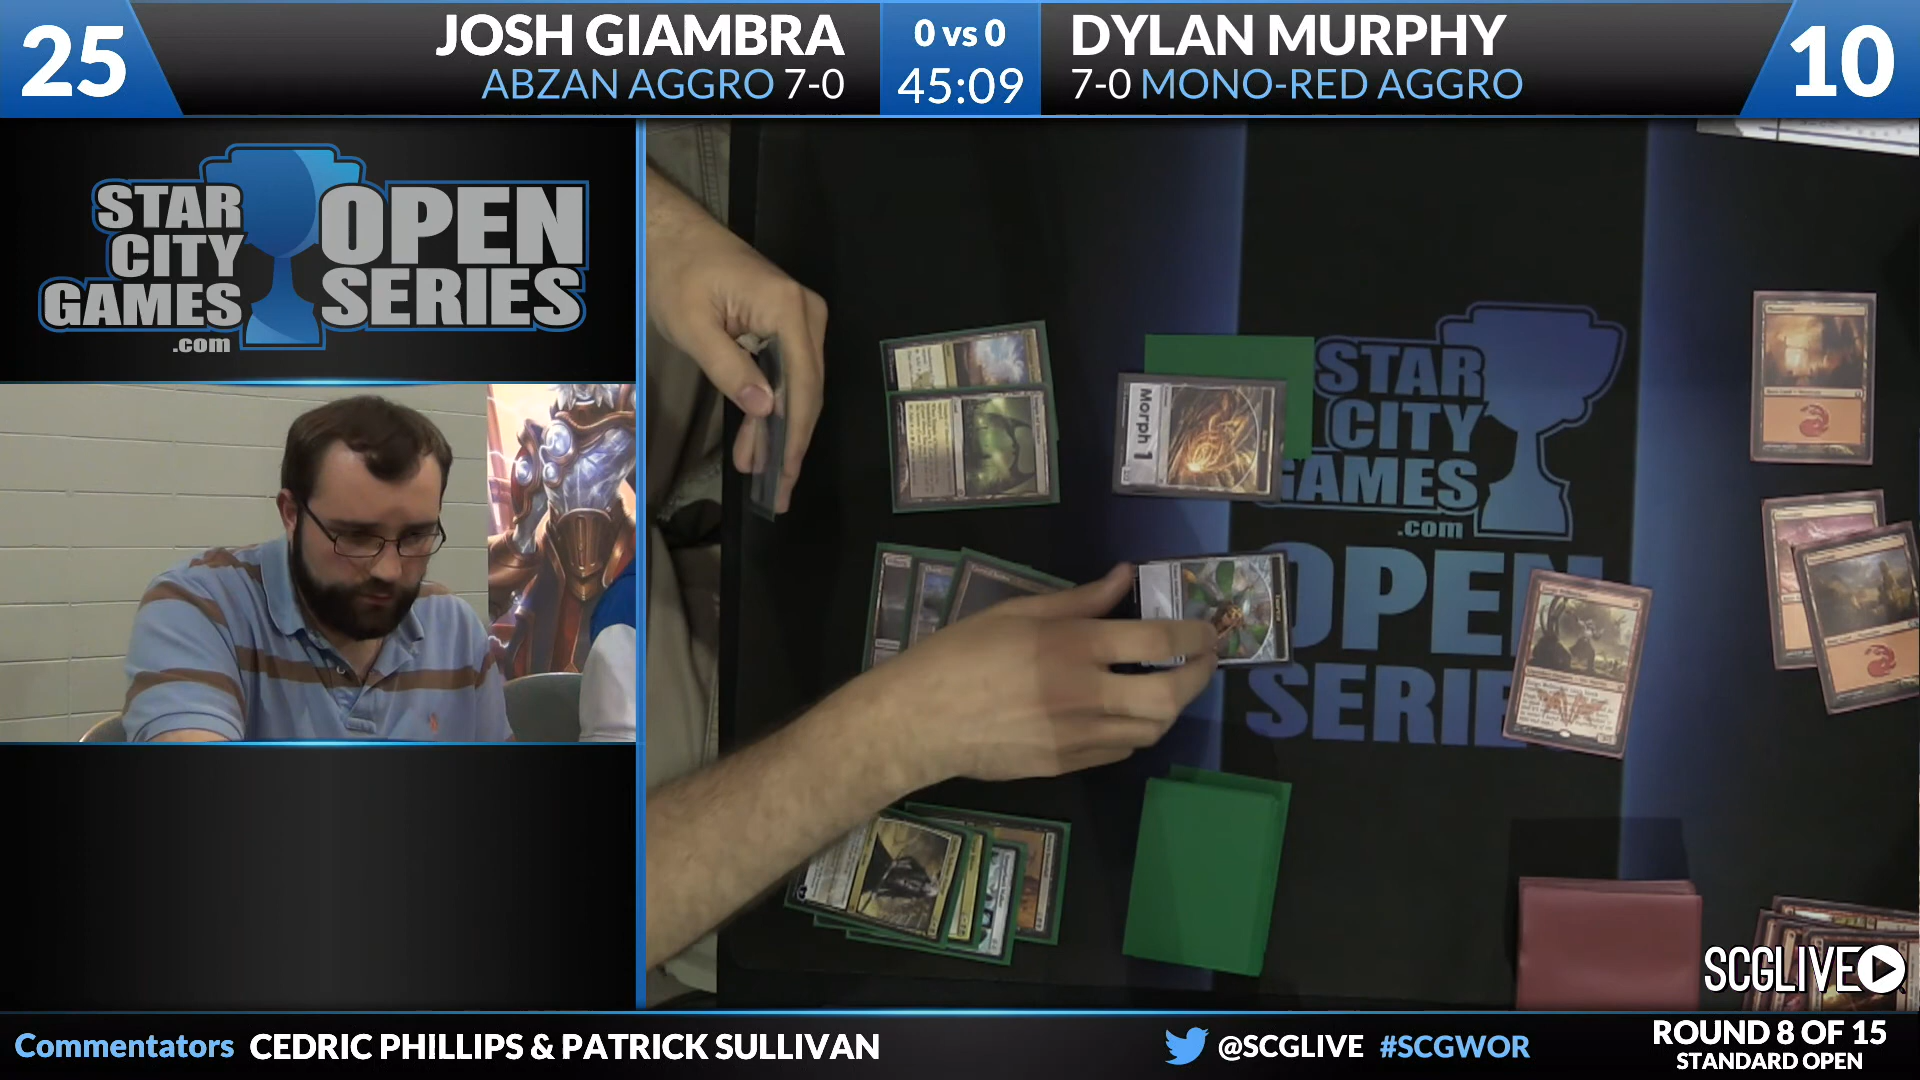 25
JOSH GIAMBRA
ABZAN AGGRO 7-0
0 vs 0
45:09
DYLAN MURPHY
7-0 MONO-RED AGGRO
10
STAR
CITY
GAMES
.com
OPEN
SERIES
Morph 1
STAR
CITY
GAMES
.com
OPEN
SERIE
SCGLIVE
Commentators CEDRIC PHILLIPS & PATRICK SULLIVAN
@SCGLIVE #SCGWOR
ROUND 8 OF 15
STANDARD OPEN